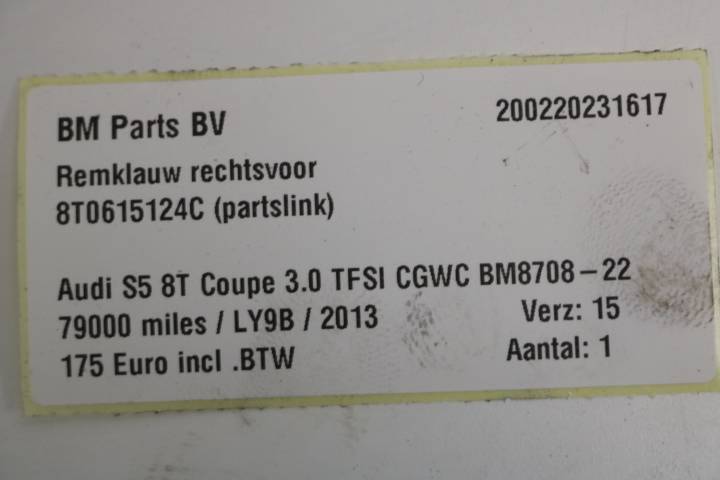 BM Parts BV 200220231617
Remklauw rechtsvoor
8T0615124C (partslink)
Audi S5 8T Coupe 3.0 TFSI CGWC BM8708-22
79000 miles / LY9B / 2013 Verz: 15
175 Euro incl .BTW Aantal: 1